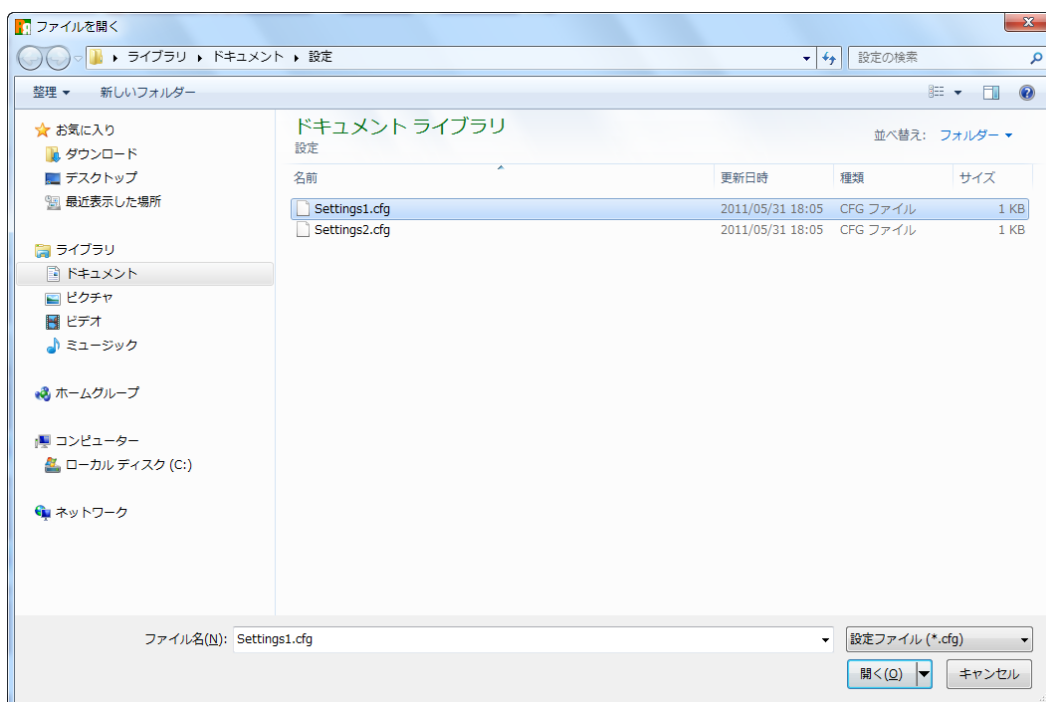 ファイルを開く
ライブラリ ドキュメント 設定
設定の検索
整理 新しいフォルダー
お気に入り
ダウンロード
デスクトップ
最近表示した場所
ライブラリ
ドキュメント
ピクチャ
ビデオ
ミュージック
ホームグループ
コンピューター
ローカル ディスク (C:)
ネットワーク
ドキュメント ライブラリ
設定
並べ替え: フォルダー
名前 更新日時 種類 サイズ
Settings1.cfg 2011/05/31 18:05 CFG ファイル 1 KB
Settings2.cfg 2011/05/31 18:05 CFG ファイル 1 KB
ファイル名(N): Settings1.cfg
設定ファイル (*.cfg)
開く(O) キャンセル